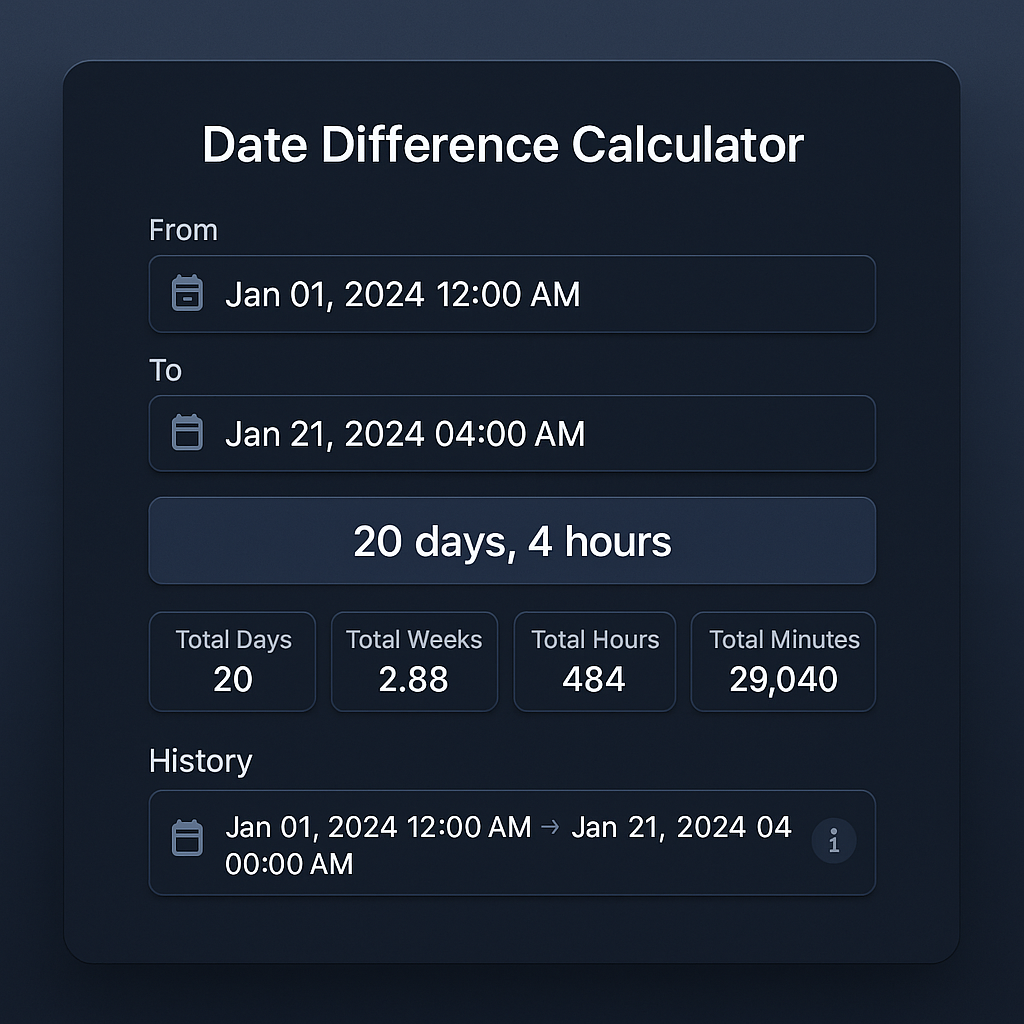 Date Difference Calculator
From
Jan 01, 2024 12:00 AM
To
Jan 21, 2024 04:00 AM
20 days, 4 hours
Total Days
20
Total Weeks
2.88
Total Hours
484
Total Minutes
29,040
History
Jan 01, 2024 12:00 AM → Jan 21, 2024 04
00:00 AM
i